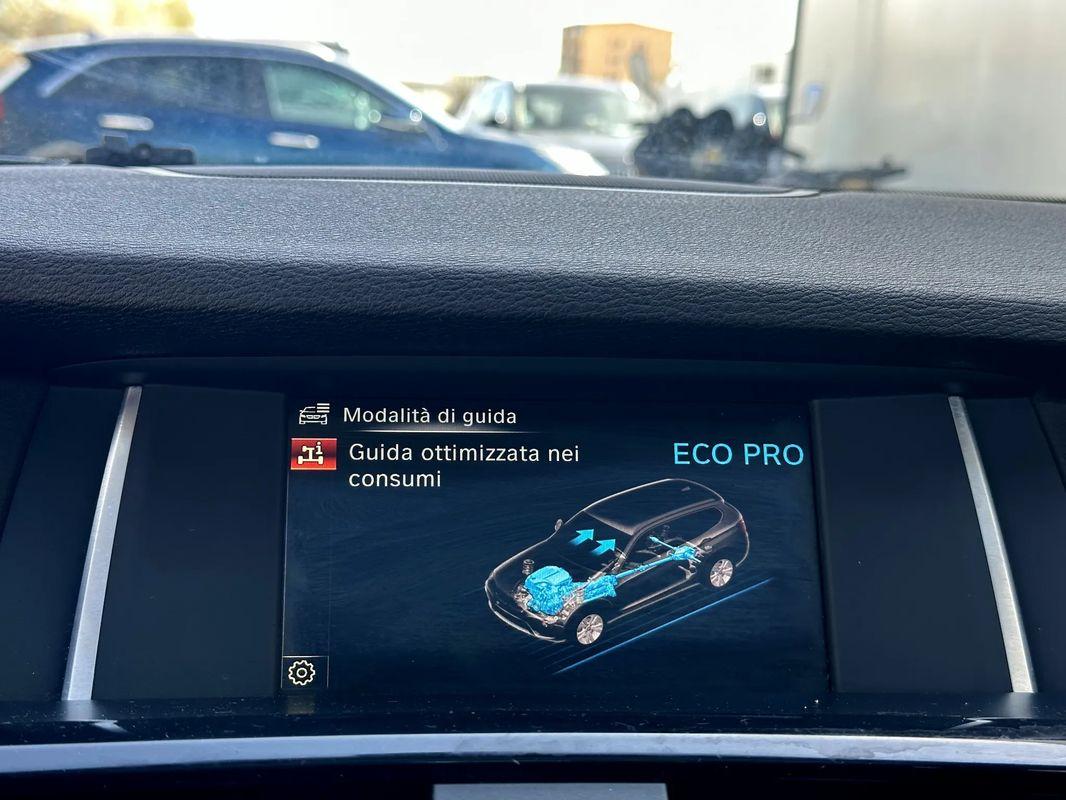 Modalità di guida
Guida ottimizzata nei
consumi
ECO PRO